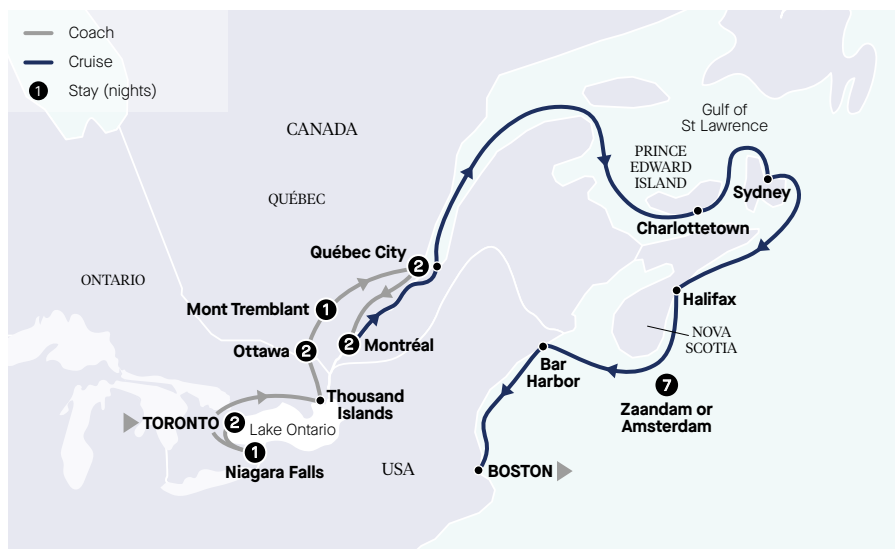 Coach
Cruise
1 Stay (nights)
CANADA
Gulf of
St Lawrence
PRINCE
EDWARD
ISLAND
QUÉBEC
Sydney
Charlottetown
Québec City 2
ONTARIO
Mont Tremblant 1
Halifax
NOVA
SCOTIA
Ottawa 2
2 Montréal
Bar
Harbor
7
Zaandam or
Amsterdam
Thousand
Islands
TORONTO 2
Lake Ontario
1
Niagara Falls
USA
BOSTON